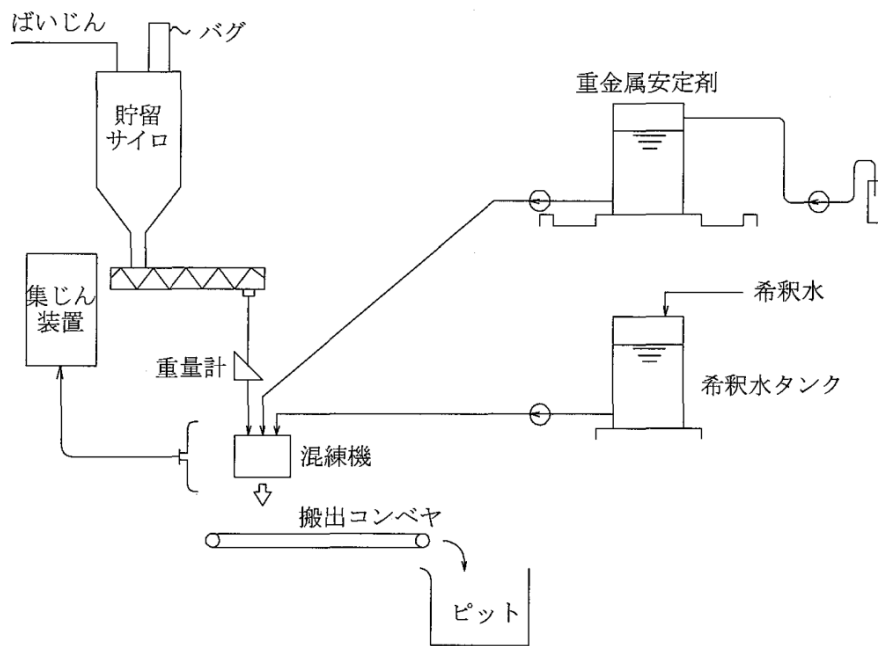 ばいじん
バグ
貯留
サイロ
重金属安定剤
集じん
装置
希釈水
重量計
希釈水タンク
混練機
搬出コンベヤ
ピット